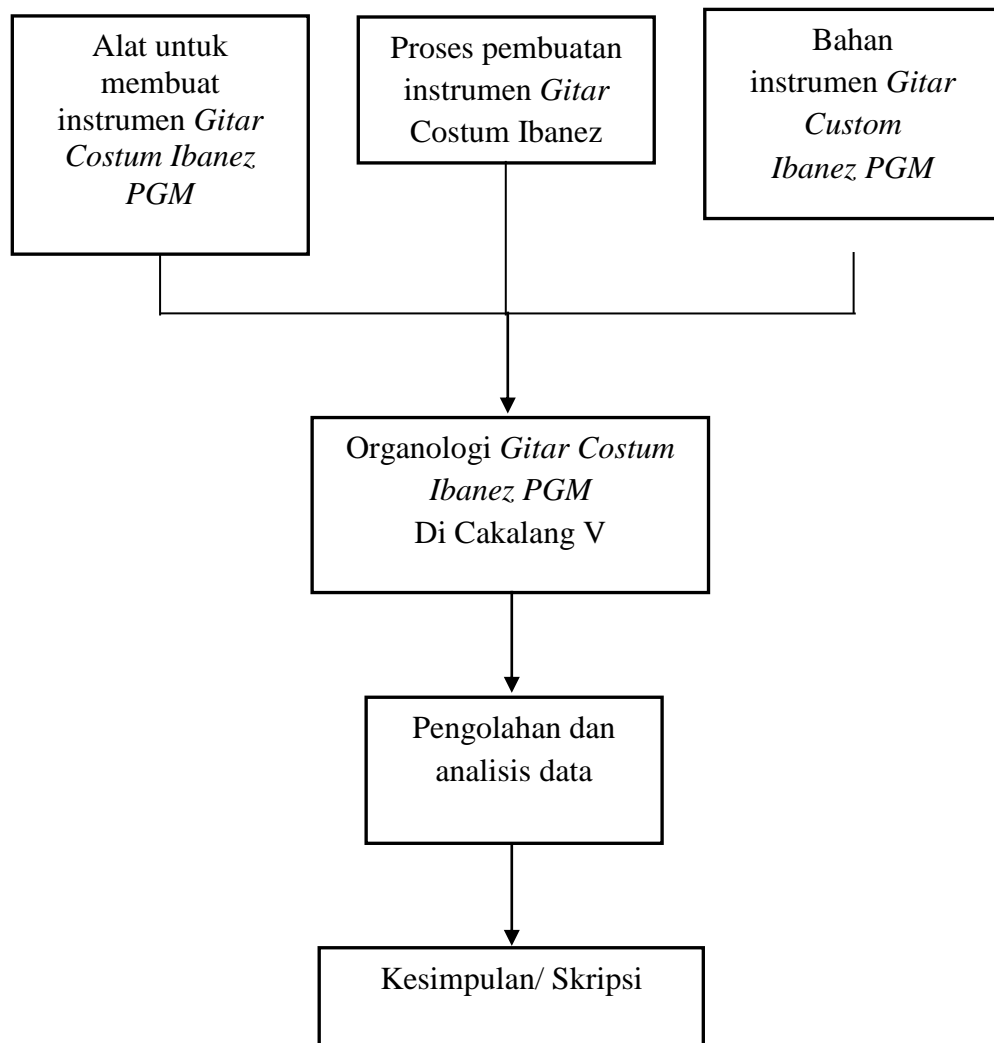 Alat untuk
membuat
instrumen Gitar
Costum Ibanez
PGM
Proses pembuatan
instrumen Gitar
Costum Ibanez
Bahan
instrumen Gitar
Custom
Ibanez PGM
Organologi Gitar Costum
Ibanez PGM
Di Cakalang V
Pengolahan dan
analisis data
Kesimpulan/ Skripsi